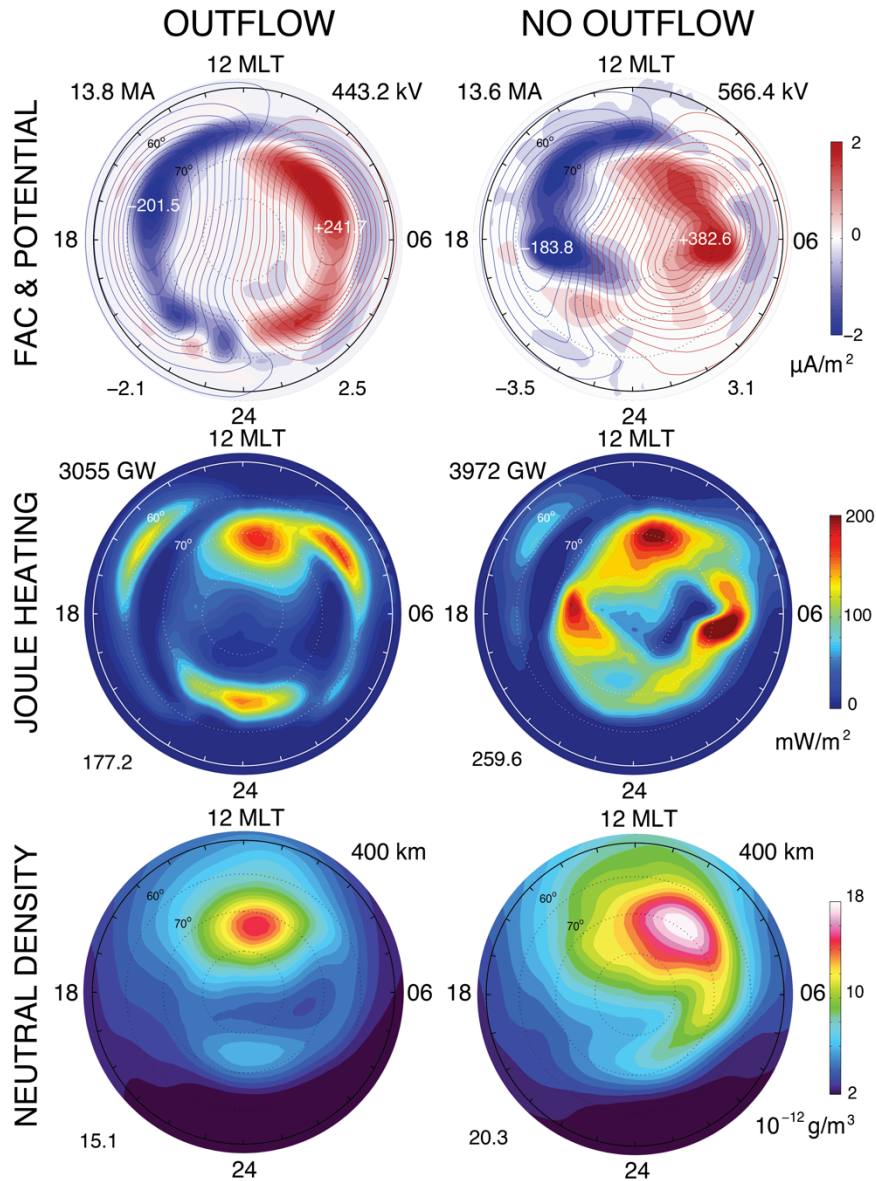 OUTFLOW
NO OUTFLOW
FAC & POTENTIAL
12 MLT
13.8 MA
443.2 kV
60°
70°
−201.5
+241.7
18
06
−2.1
2.5
24
12 MLT
13.6 MA
566.4 kV
60°
70°
−183.8
+382.6
18
06
−3.5
3.1
24
2
0
−2
μA/m²
JOULE HEATING
12 MLT
3055 GW
60°
70°
18
06
177.2
24
12 MLT
3972 GW
60°
70°
18
06
259.6
24
200
100
0
mW/m²
NEUTRAL DENSITY
12 MLT
400 km
60°
70°
18
06
15.1
24
12 MLT
400 km
60°
70°
18
06
20.3
24
18
10
2
10⁻¹² g/m³